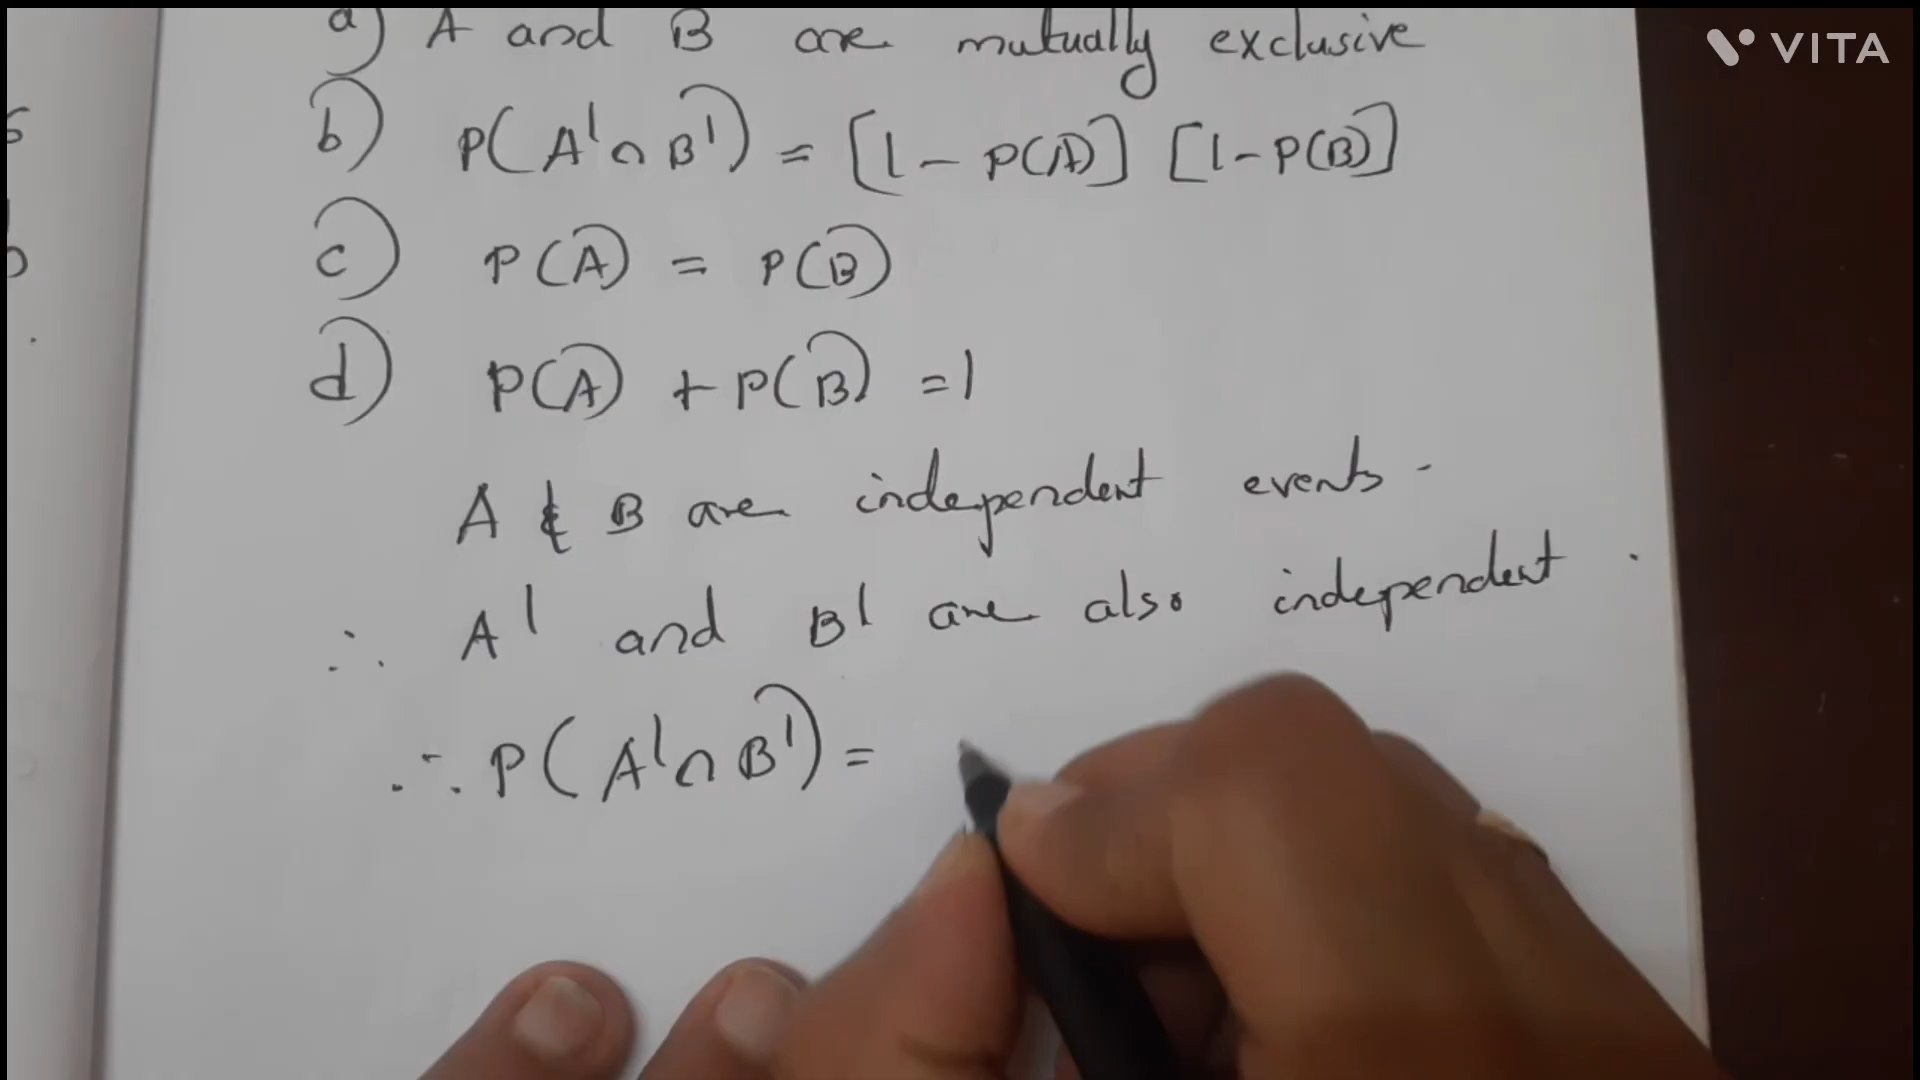 a) A and B are mutually exclusive
VITA
b) P(A' ∩ B') = [1 - P(A)] [1 - P(B)]
c) P(A) = P(B)
d) P(A) + P(B) = 1
A & B are independent events.
∴ A' and B' are also independent.
∴ P(A' ∩ B') =